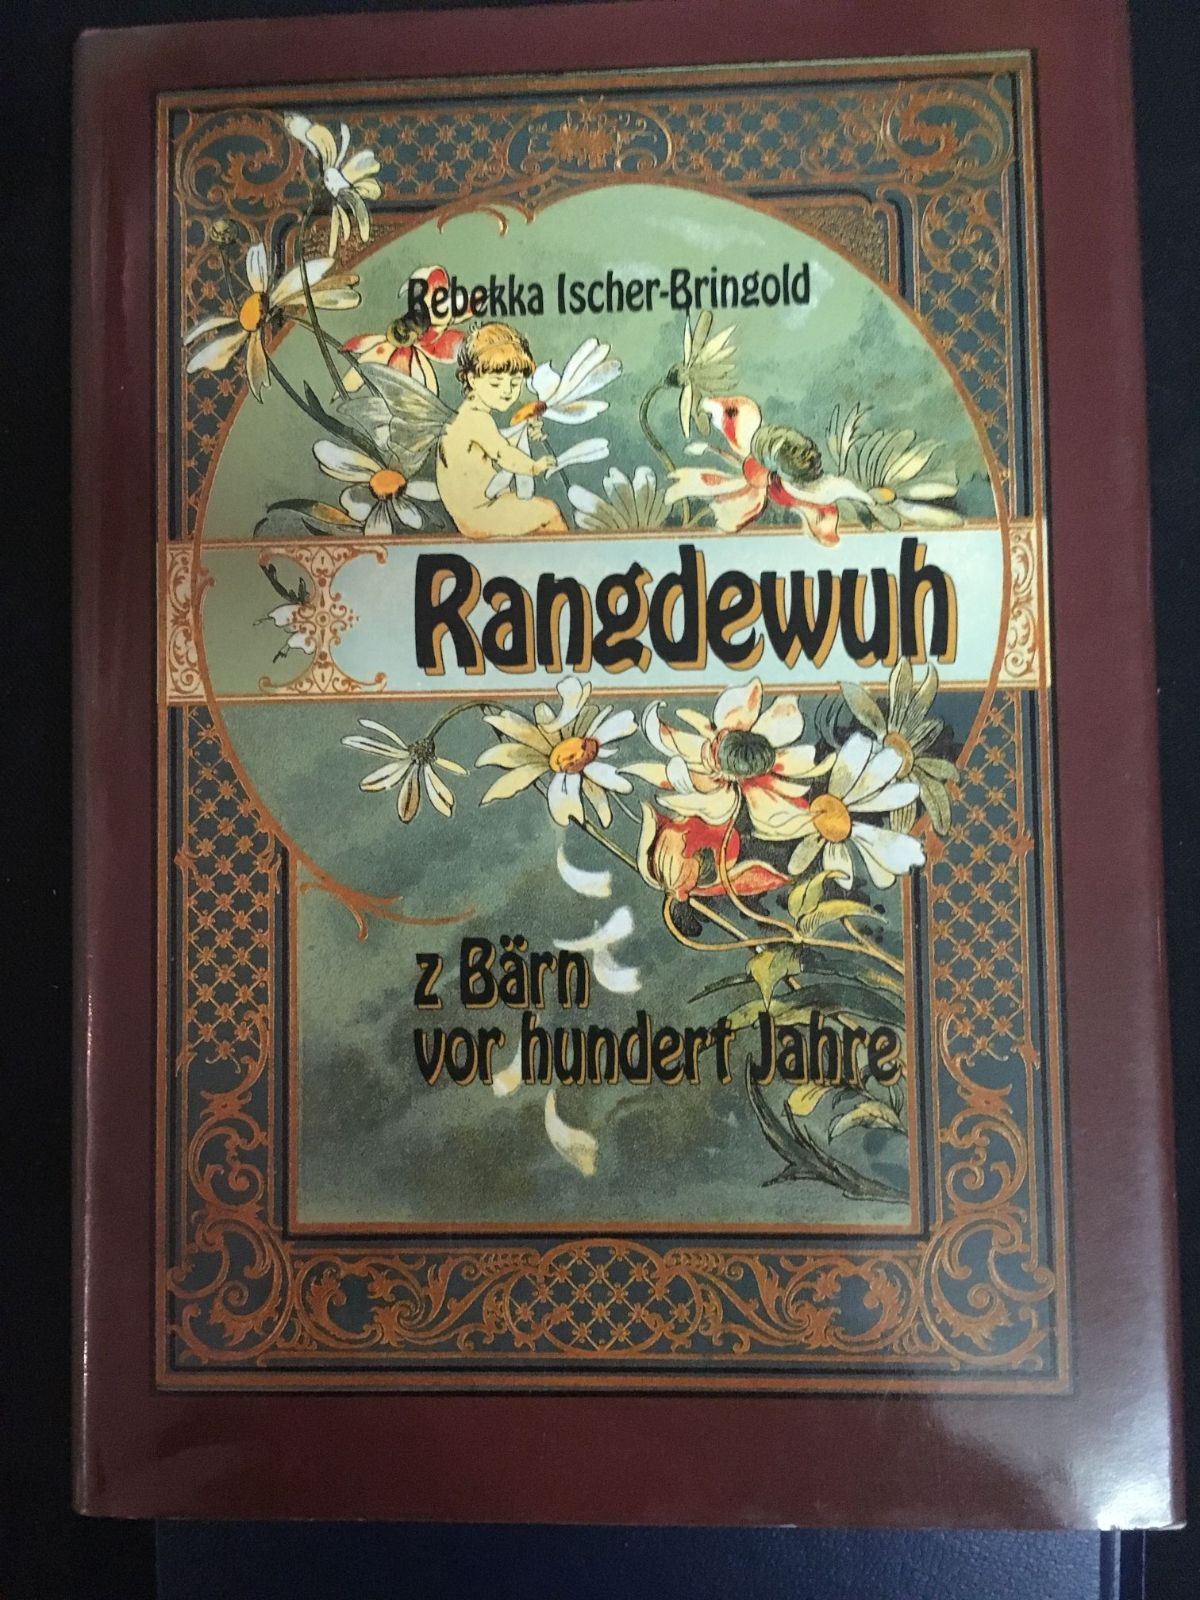 Rebekka Ischer-Bringold
Rangdewuh
z Bärn
vor hundert Jahre